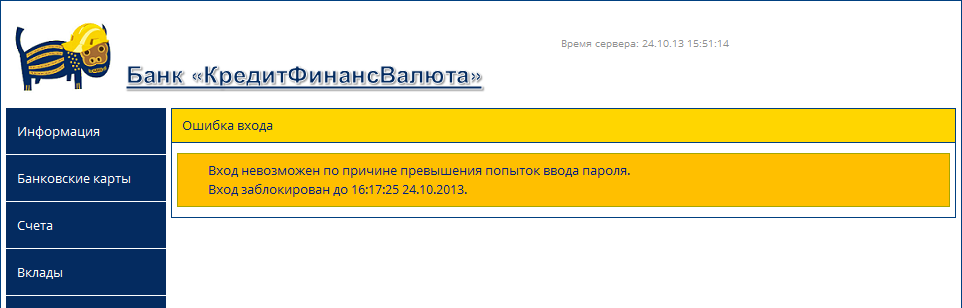 Время сервера: 24.10.13 15:51:14
Банк «КредитФинансВалюта»
Информация
Банковские карты
Счета
Вклады
Ошибка входа
Вход невозможен по причине превышения попыток ввода пароля.
Вход заблокирован до 16:17:25 24.10.2013.